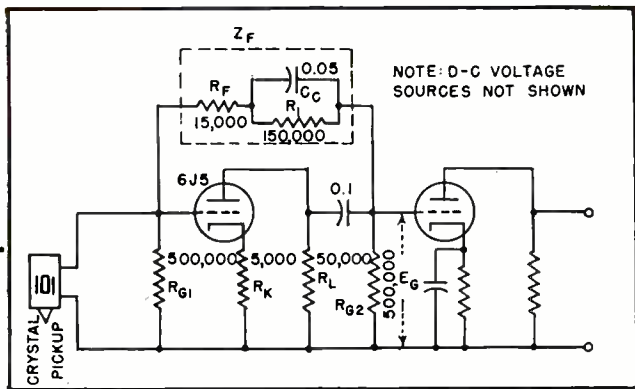 Z_F
0.05
NOTE: D-C VOLTAGE
SOURCES NOT SHOWN
R_F
C_C
R_1
15,000
150,000
6J5
0.1
500,000
5,000
50,000
R_G1
R_K
R_L
R_G2
500,000
E_G
101
CRYSTAL
PICKUP